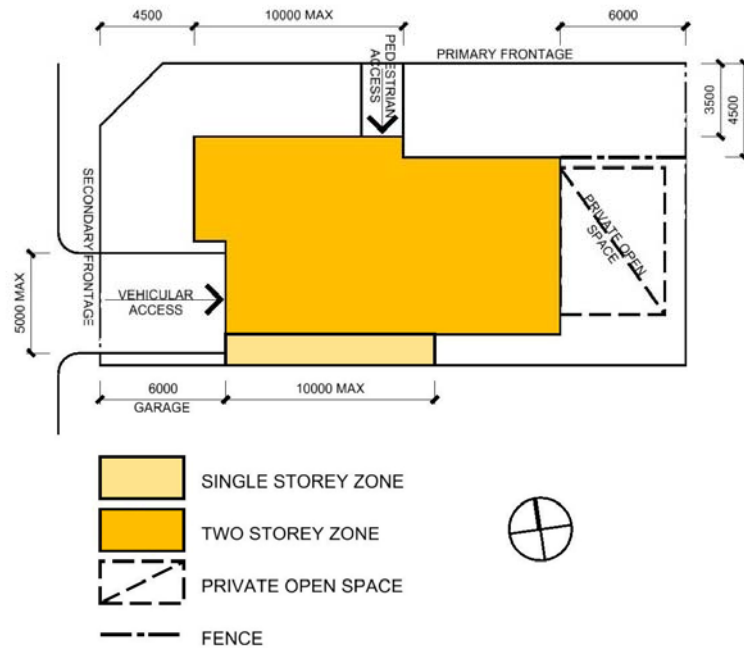 4500
10000 MAX
6000
PEDESTRIAN
ACCESS
PRIMARY FRONTAGE
3500
4500
SECONDARY FRONTAGE
PRIVATE OPEN
SPACE
5000 MAX
VEHICULAR
ACCESS
6000
10000 MAX
GARAGE
SINGLE STOREY ZONE
TWO STOREY ZONE
PRIVATE OPEN SPACE
FENCE